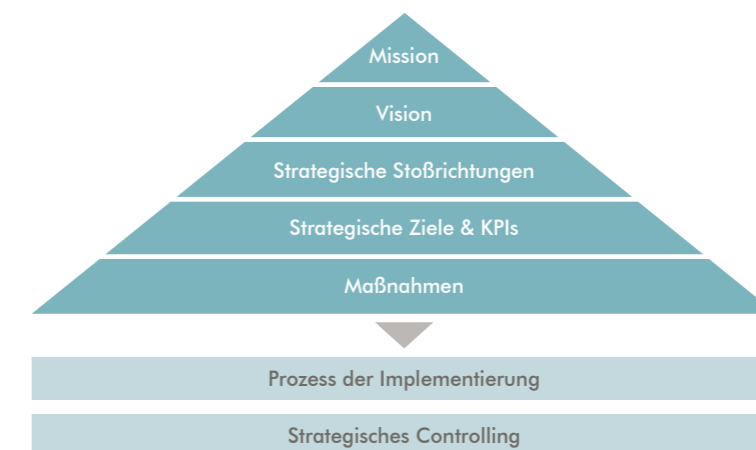 Mission
Vision
Strategische Stoßrichtungen
Strategische Ziele & KPIs
Maßnahmen
Prozess der Implementierung
Strategisches Controlling